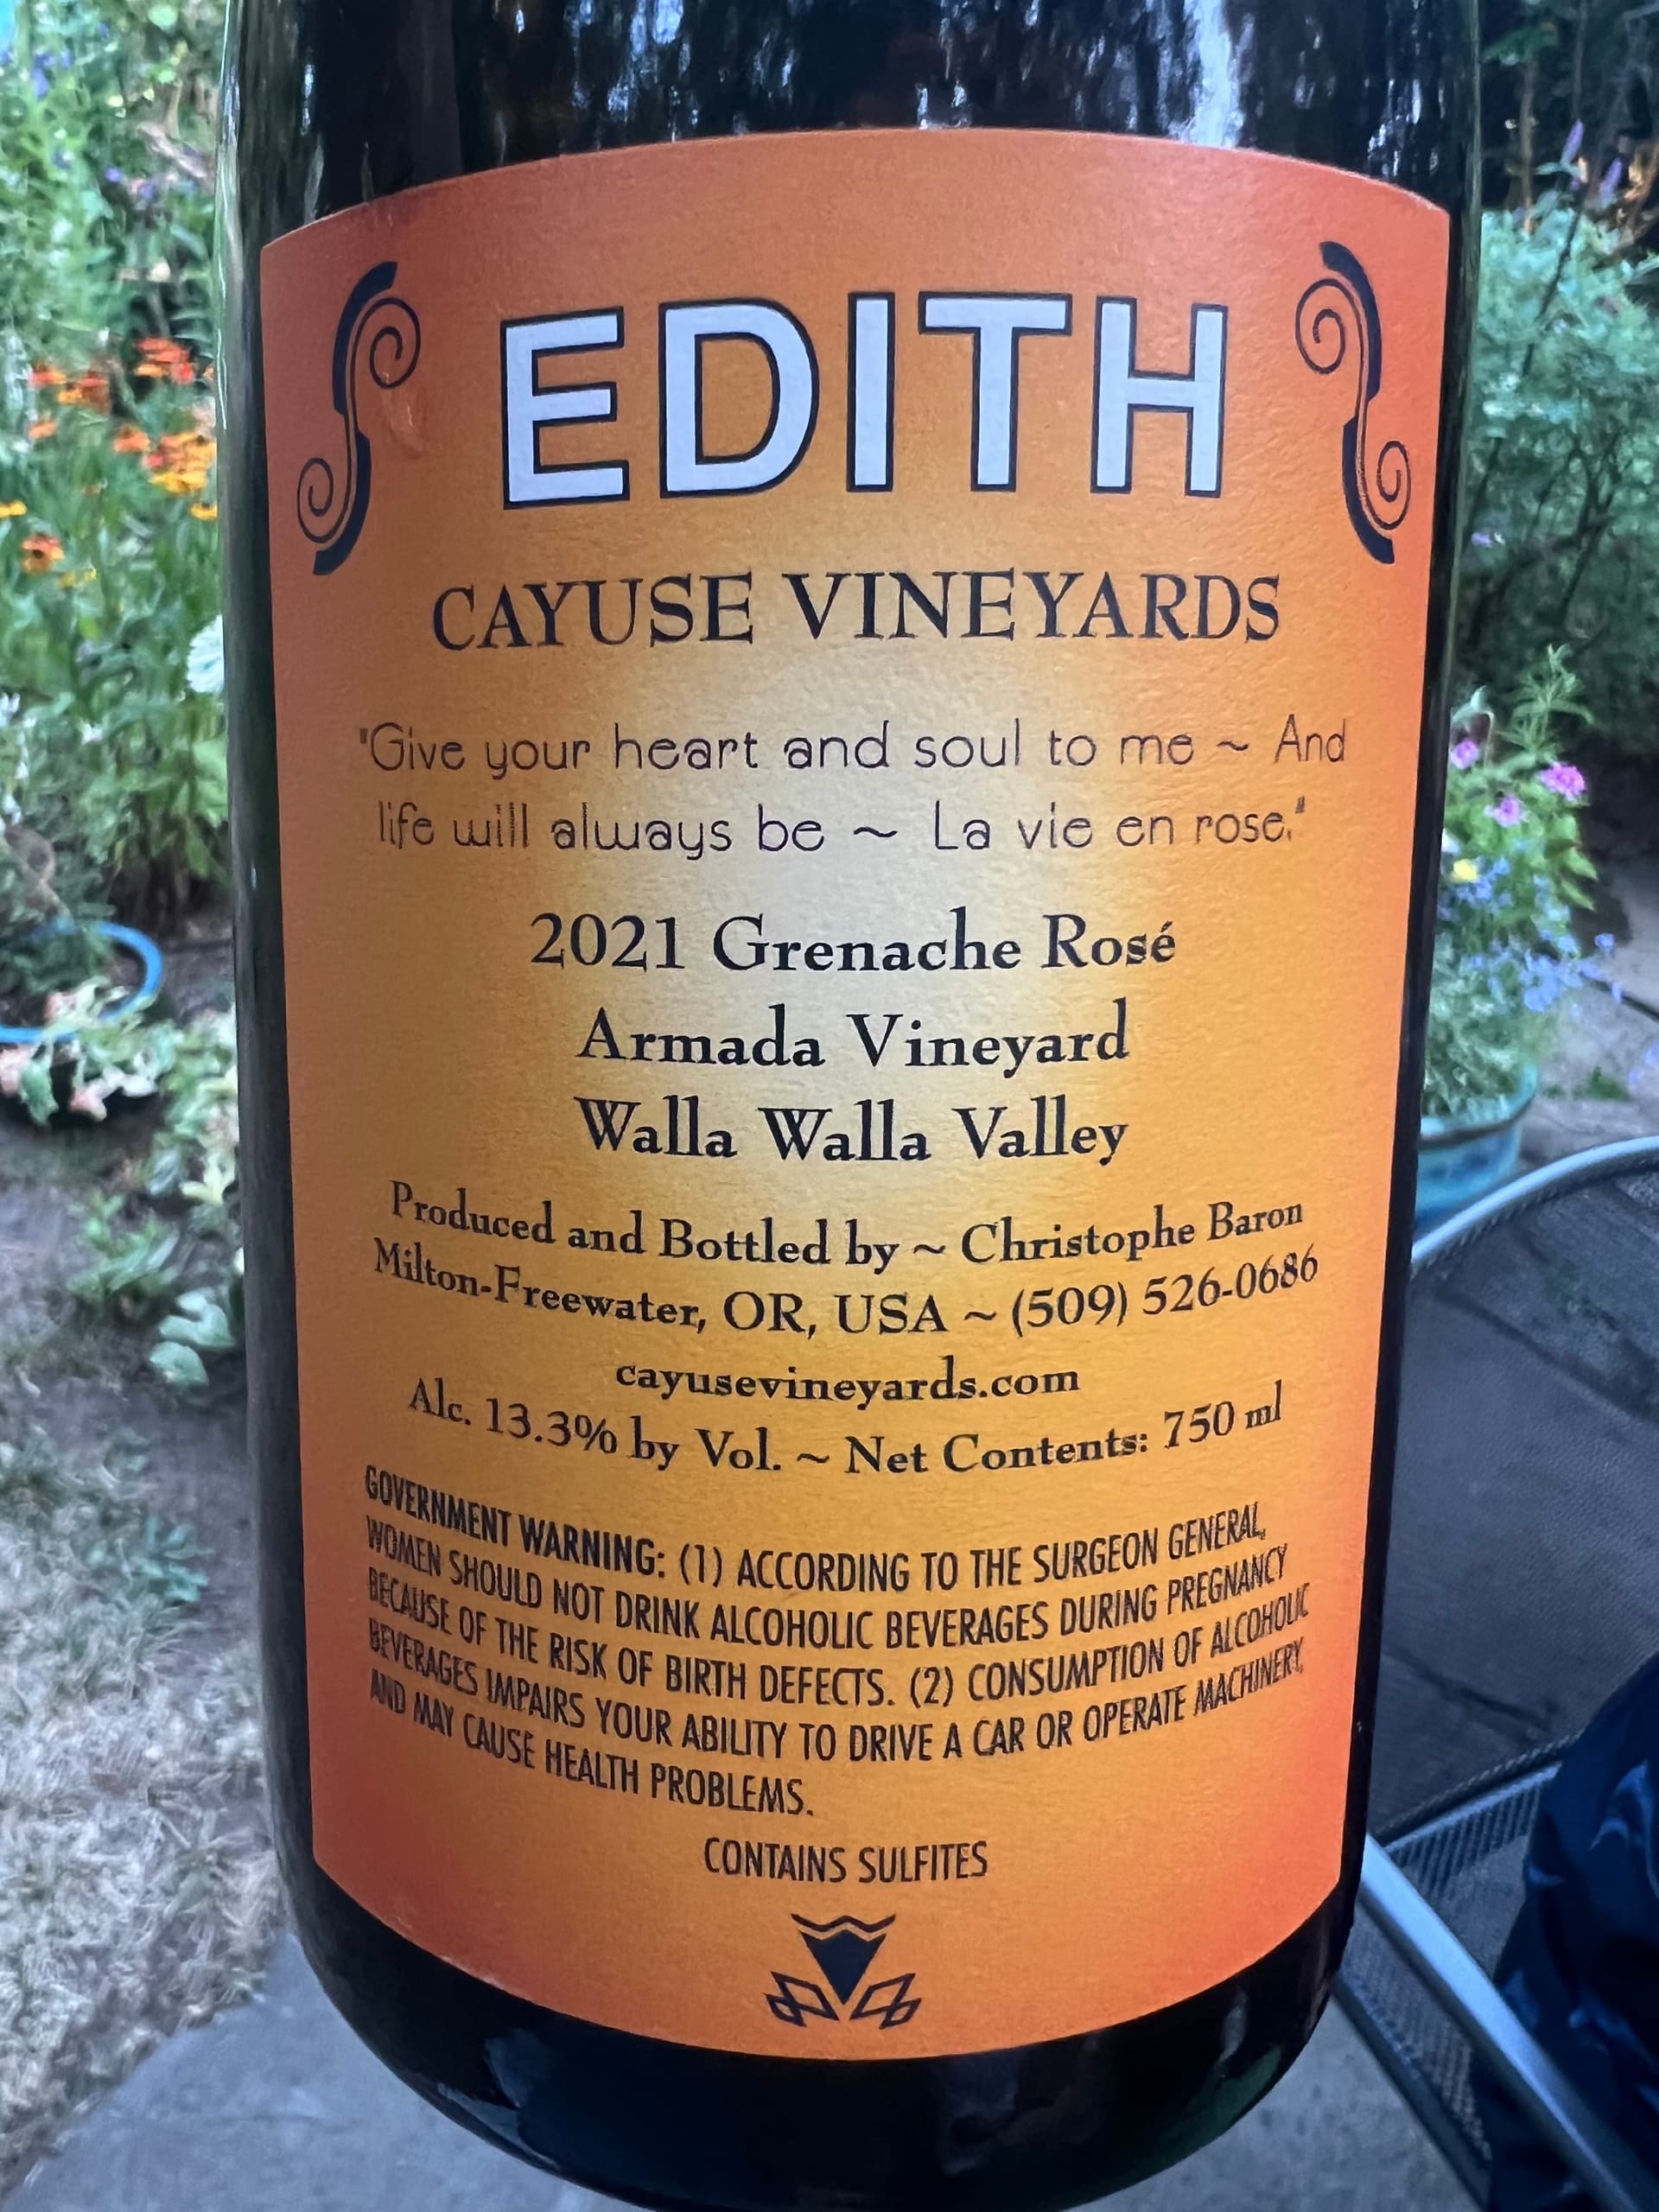 EDITH
CAYUSE VINEYARDS
"Give your heart and soul to me ~ And
life will always be ~ La vie en rose."
2021 Grenache Rosé
Armada Vineyard
Walla Walla Valley
Produced and Bottled by ~ Christophe Baron
Milton-Freewater, OR, USA ~ (509) 526-0686
cayusevineyards.com
Alc. 13.3% by Vol. ~ Net Contents: 750 ml
GOVERNMENT WARNING: (1) ACCORDING TO THE SURGEON GENERAL,
WOMEN SHOULD NOT DRINK ALCOHOLIC BEVERAGES DURING PREGNANCY
BECAUSE OF THE RISK OF BIRTH DEFECTS. (2) CONSUMPTION OF ALCOHOLIC
BEVERAGES IMPAIRS YOUR ABILITY TO DRIVE A CAR OR OPERATE MACHINERY,
AND MAY CAUSE HEALTH PROBLEMS.
CONTAINS SULFITES